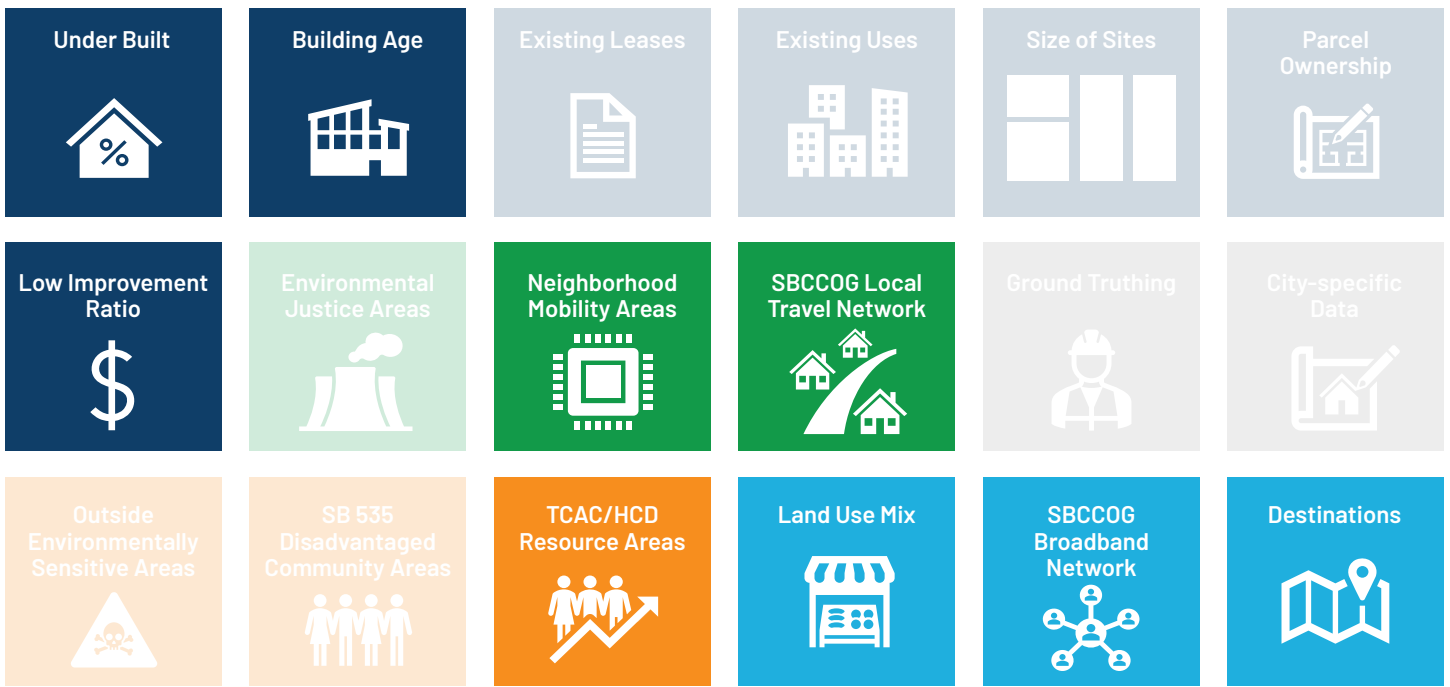 Under Built
Building Age
Existing Leases
Existing Uses
Size of Sites
Parcel
Ownership
%
Low Improvement
Ratio
$
Environmental
Justice Areas
Neighborhood
Mobility Areas
SBCCOG Local
Travel Network
Ground Truthing
City-specific
Data
Outside
Environmentally
Sensitive Areas
SB 535
Disadvantaged
Community Areas
TCAC/HCD
Resource Areas
Land Use Mix
SBCCOG
Broadband
Network
Destinations